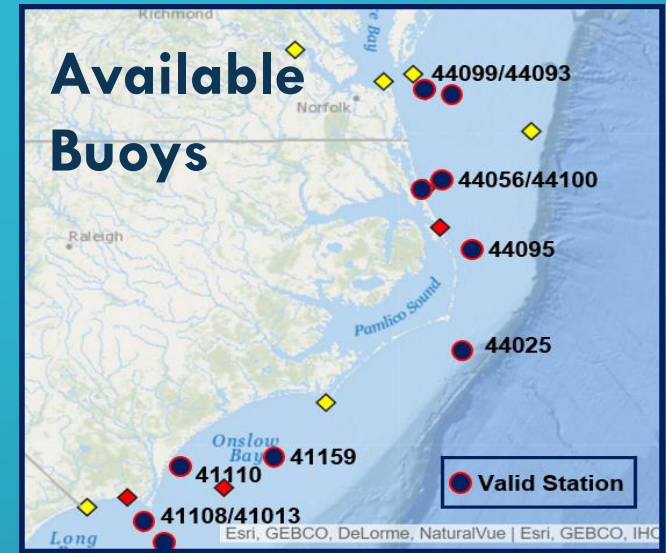 Richmond
Available
Buoys
e Bay
44099/44093
Norfolk
44056/44100
Raleigh
44095
Pamlico Sound
44025
Onslow
Bay
41159
41110
Valid Station
41108/41013
Long
Esri, GEBCO, DeLorme, NaturalVue | Esri, GEBCO, IHO